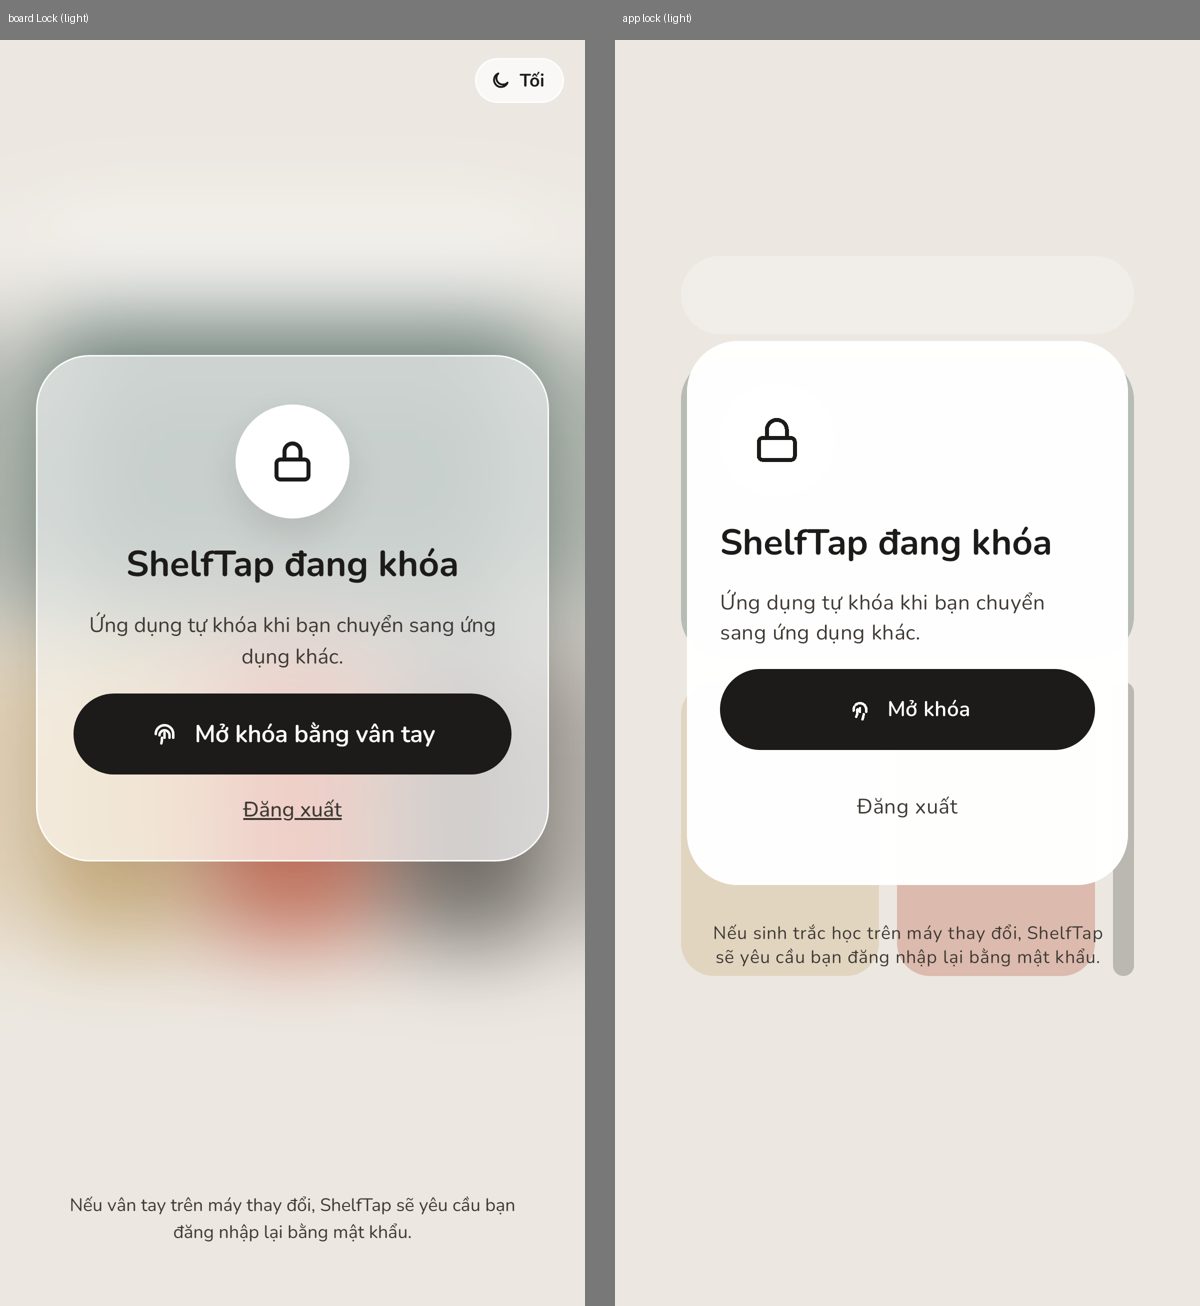 board Lock (light)
Tối
ShelfTap đang khóa
Ứng dụng tự khóa khi bạn chuyển sang ứng
dụng khác.
Mở khóa bằng vân tay
Đăng xuất
Nếu vân tay trên máy thay đổi, ShelfTap sẽ yêu cầu bạn
đăng nhập lại bằng mật khẩu.
app lock (light)
ShelfTap đang khóa
Ứng dụng tự khóa khi bạn chuyển
sang ứng dụng khác.
Mở khóa
Đăng xuất
Nếu sinh trắc học trên máy thay đổi, ShelfTap
sẽ yêu cầu bạn đăng nhập lại bằng mật khẩu.